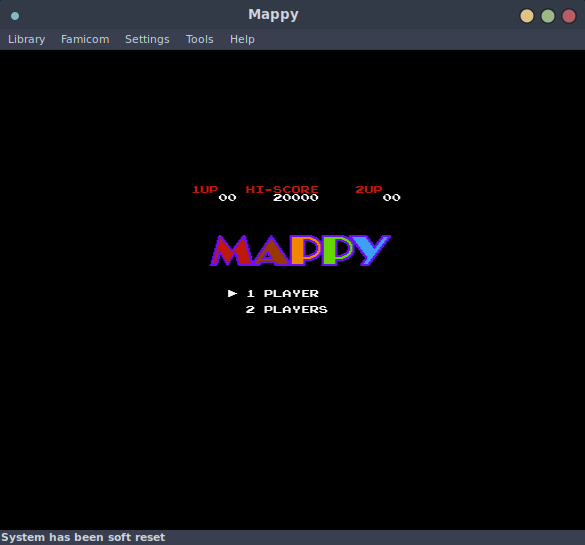 Mappy
Library Famicom Settings Tools Help
1UP HI-SCORE 2UP
00 20000 00
MAPPY
► 1 PLAYER
2 PLAYERS
System has been soft reset